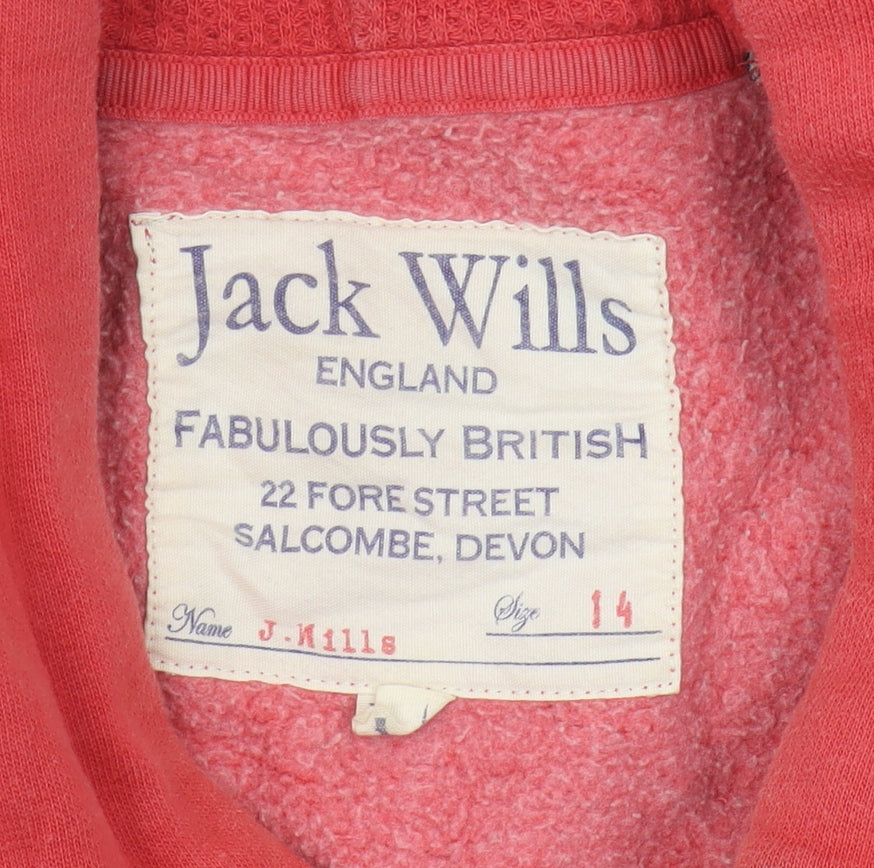 Jack Wills
ENGLAND
FABULOUSLY BRITISH
22 FORE STREET
SALCOMBE, DEVON
Name J.Wills Size 14